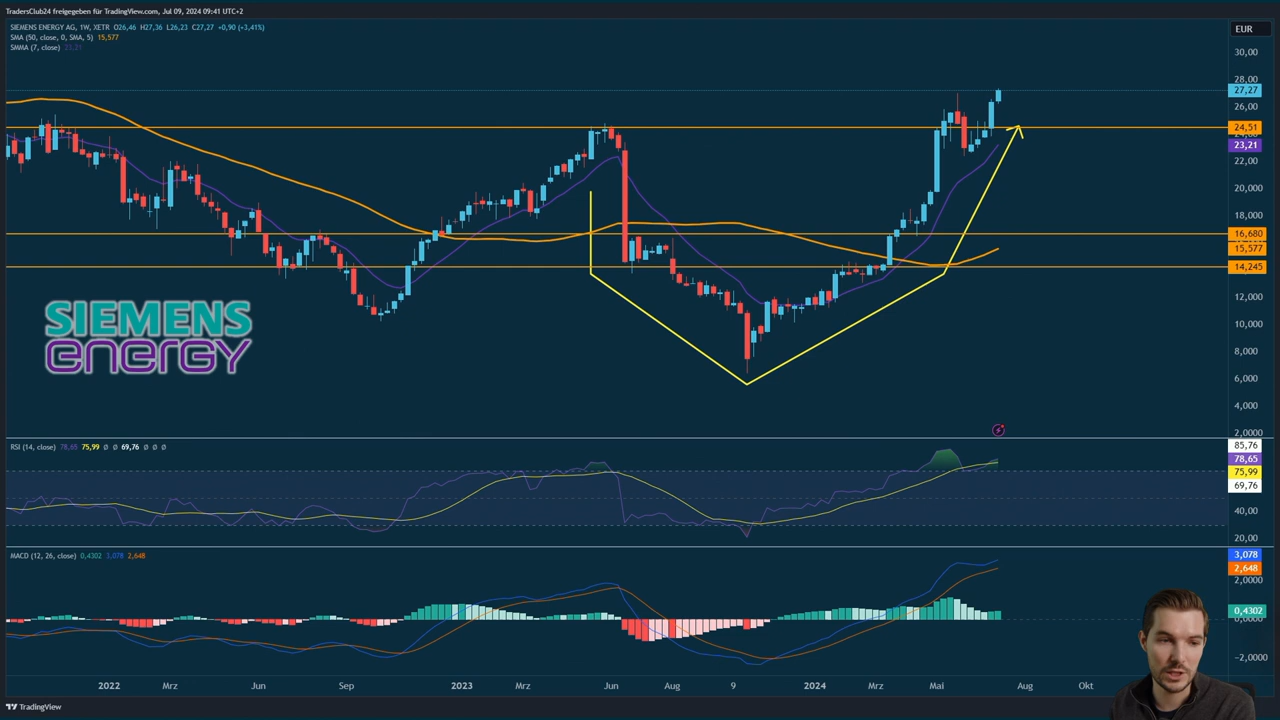 TradersClub24 freigegeben für TradingView.com, Jul 09, 2024 09:41 UTC+2
SIEMENS ENERGY AG, 1W, XETR O26,46 H27,36 L26,23 C27,27 +0,90 (+3,41%)
SMA (50, close, 0, SMA, 5) 15,577
SMMA (7, close) 23,21
EUR
30,00
28,00
27,27
26,00
24,51
24,00
23,21
22,00
20,000
18,000
16,680
15,577
14,245
12,000
10,000
8,000
6,000
4,000
2,0000
SIEMENS
energy
RSI (14, close) 78,65 75,99 Ø Ø 69,76 Ø Ø Ø
85,76
78,65
75,99
69,76
40,00
20,00
MACD (12, 26, close) 0,4302 3,078 2,648
3,078
2,648
2,0000
0,4302
0,0000
−2,0000
2022 Mrz Jun Sep 2023 Mrz Jun Aug 9 2024 Mrz Mai Aug Okt
TradingView